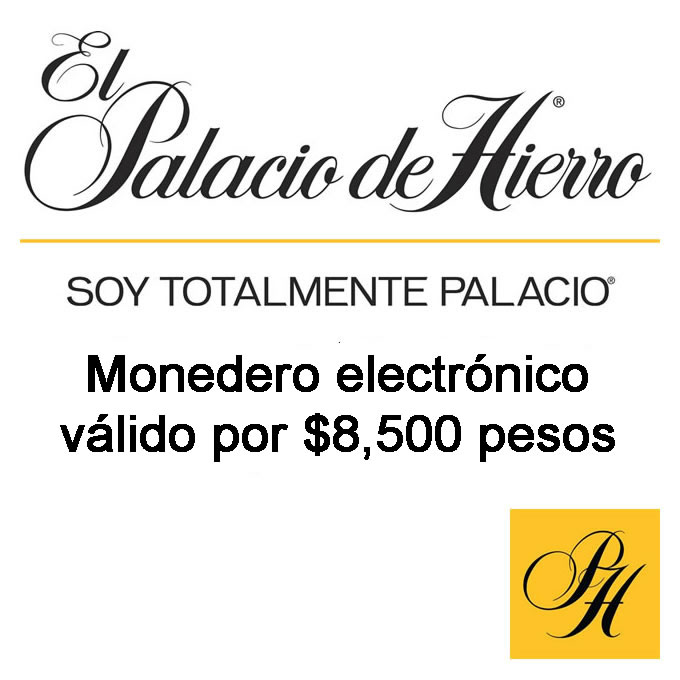 El
Palacio de Hierro®
SOY TOTALMENTE PALACIO®
Monedero electrónico
válido por $8,500 pesos
PH